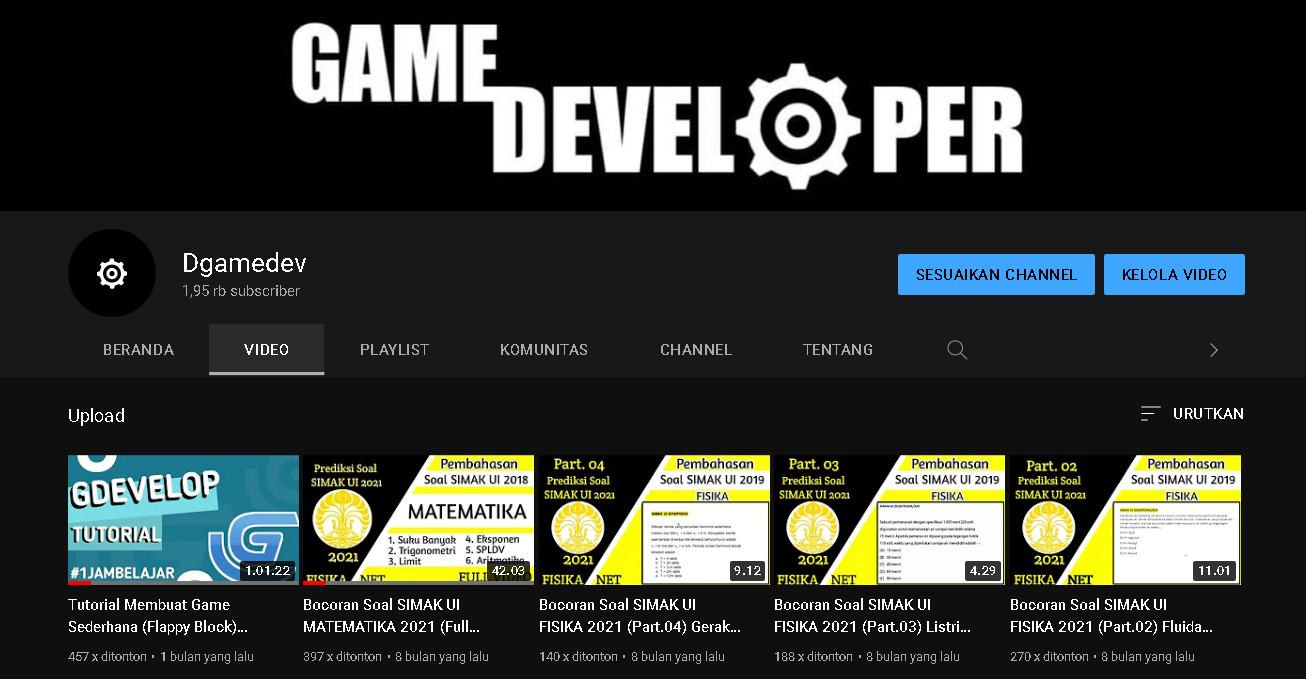 GAME
DEVELOPER
Dgamedev
1,95 rb subscriber
SESUAIKAN CHANNEL
KELOLA VIDEO
BERANDA
VIDEO
PLAYLIST
KOMUNITAS
CHANNEL
TENTANG
Upload
URUTKAN
GDEVELOP
TUTORIAL
#1JAMBELAJAR
1.01.22
Tutorial Membuat Game
Sederhana (Flappy Block)...
457 x ditonton • 1 bulan yang lalu
Prediksi Soal
SIMAK UI 2021
Pembahasan
Soal SIMAK UI 2018
MATEMATIKA
1. Suku Banyak
2. Trigonometri
3. Limit
4. Eksponen
5. SPLDV
6. Aritmatika
2021
FISIKA NET
FULL
42.03
Bocoran Soal SIMAK UI
MATEMATIKA 2021 (Full...
397 x ditonton • 8 bulan yang lalu
Part. 04
Prediksi Soal
SIMAK UI 2021
Pembahasan
Soal SIMAK UI 2019
FISIKA
2021
FISIKA NET
9.12
Bocoran Soal SIMAK UI
FISIKA 2021 (Part.04) Gerak...
140 x ditonton • 8 bulan yang lalu
Part. 03
Prediksi Soal
SIMAK UI 2021
Pembahasan
Soal SIMAK UI 2019
FISIKA
2021
FISIKA NET
4.29
Bocoran Soal SIMAK UI
FISIKA 2021 (Part.03) Listri...
188 x ditonton • 8 bulan yang lalu
Part. 02
Prediksi Soal
SIMAK UI 2021
Pembahasan
Soal SIMAK UI 2019
FISIKA
2021
FISIKA NET
11.01
Bocoran Soal SIMAK UI
FISIKA 2021 (Part.02) Fluida...
270 x ditonton • 8 bulan yang lalu